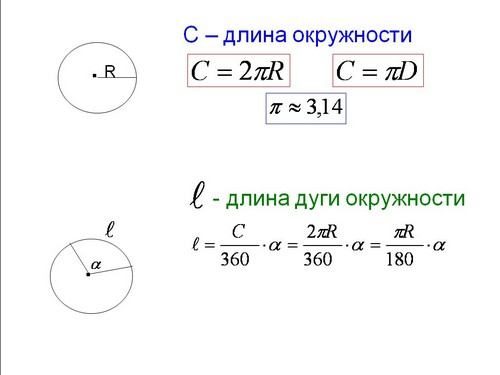 C – длина окружности
R
C = 2πR
C = πD
π ≈ 3,14
ℓ - длина дуги окружности
ℓ
α
ℓ = C/360 · α = 2πR/360 · α = πR/180 · α